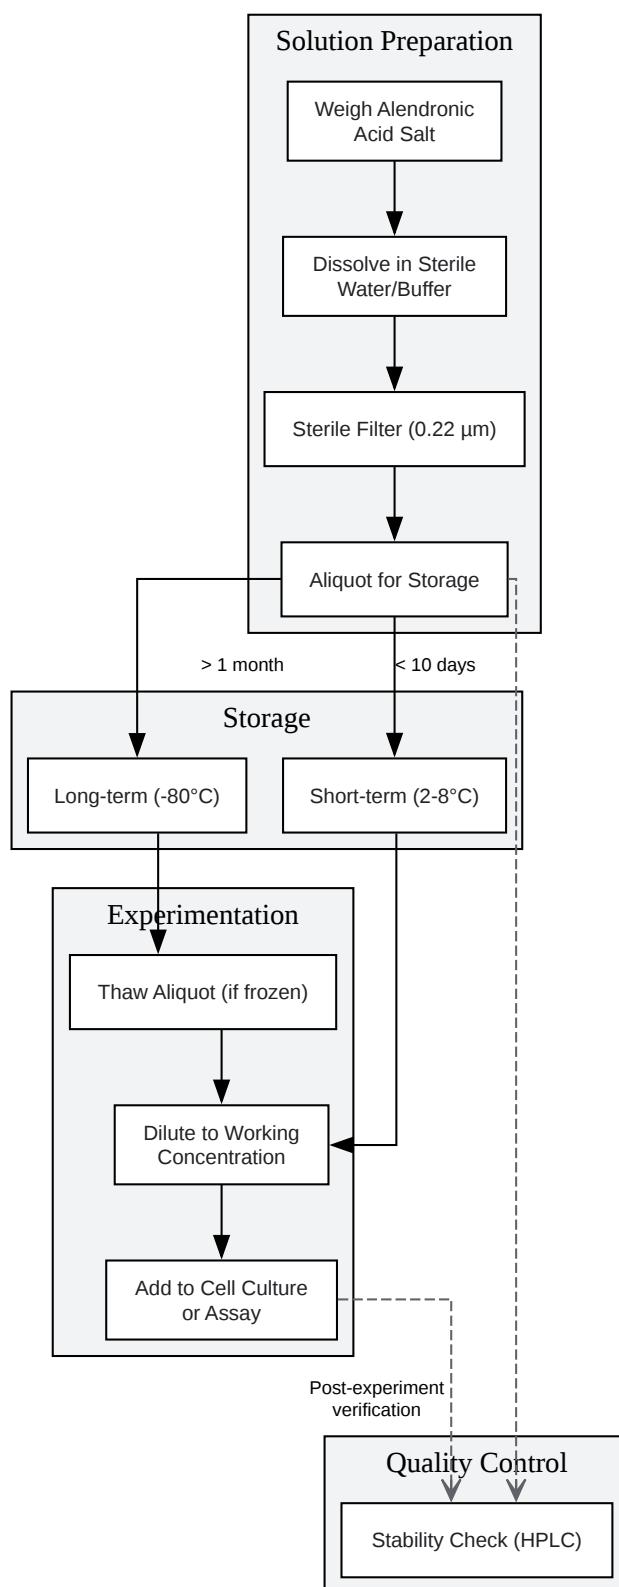 Solution Preparation
Weigh Alendronic
Acid Salt
Dissolve in Sterile
Water/Buffer
Sterile Filter (0.22 µm)
Aliquot for Storage
> 1 month
< 10 days
Storage
Long-term (-80°C)
Short-term (2-8°C)
Experimentation
Thaw Aliquot (if frozen)
Dilute to Working
Concentration
Add to Cell Culture
or Assay
Post-experiment
verification
Quality Control
Stability Check (HPLC)